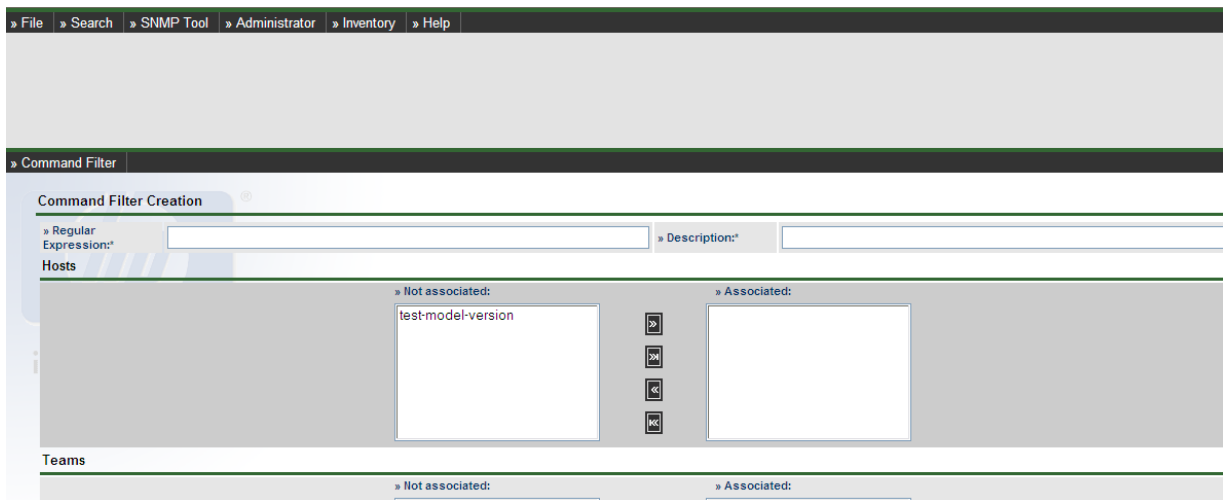 » File » Search » SNMP Tool » Administrator » Inventory » Help
» Command Filter
Command Filter Creation
» Regular Expression:*
» Description:*
Hosts
» Not associated: » Associated:
test-model-version
Teams
» Not associated: » Associated: